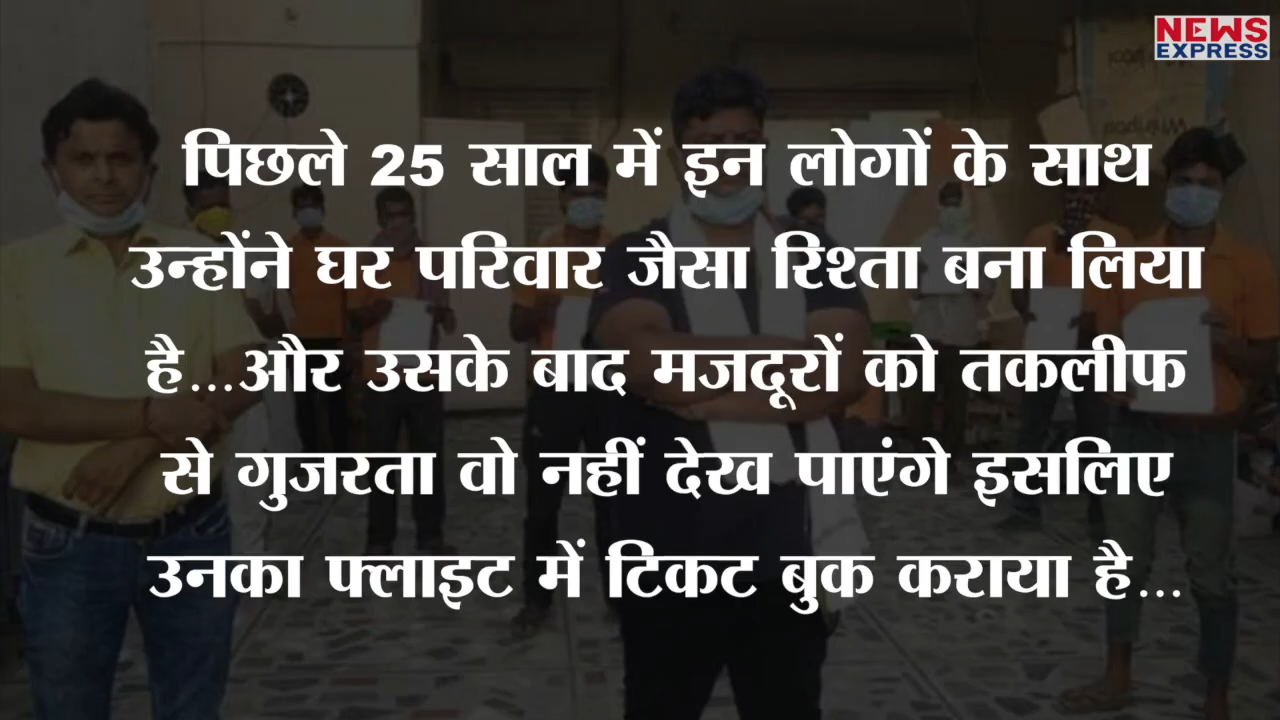 NEWS
EXPRESS
पिछले 25 साल में इन लोगों के साथ
उन्होंने घर परिवार जैसा रिश्ता बना लिया
है...और उसके बाद मजदूरों को तकलीफ
से गुजरता वो नहीं देख पाएंगे इसलिए
उनका फ्लाइट में टिकट बुक कराया है...